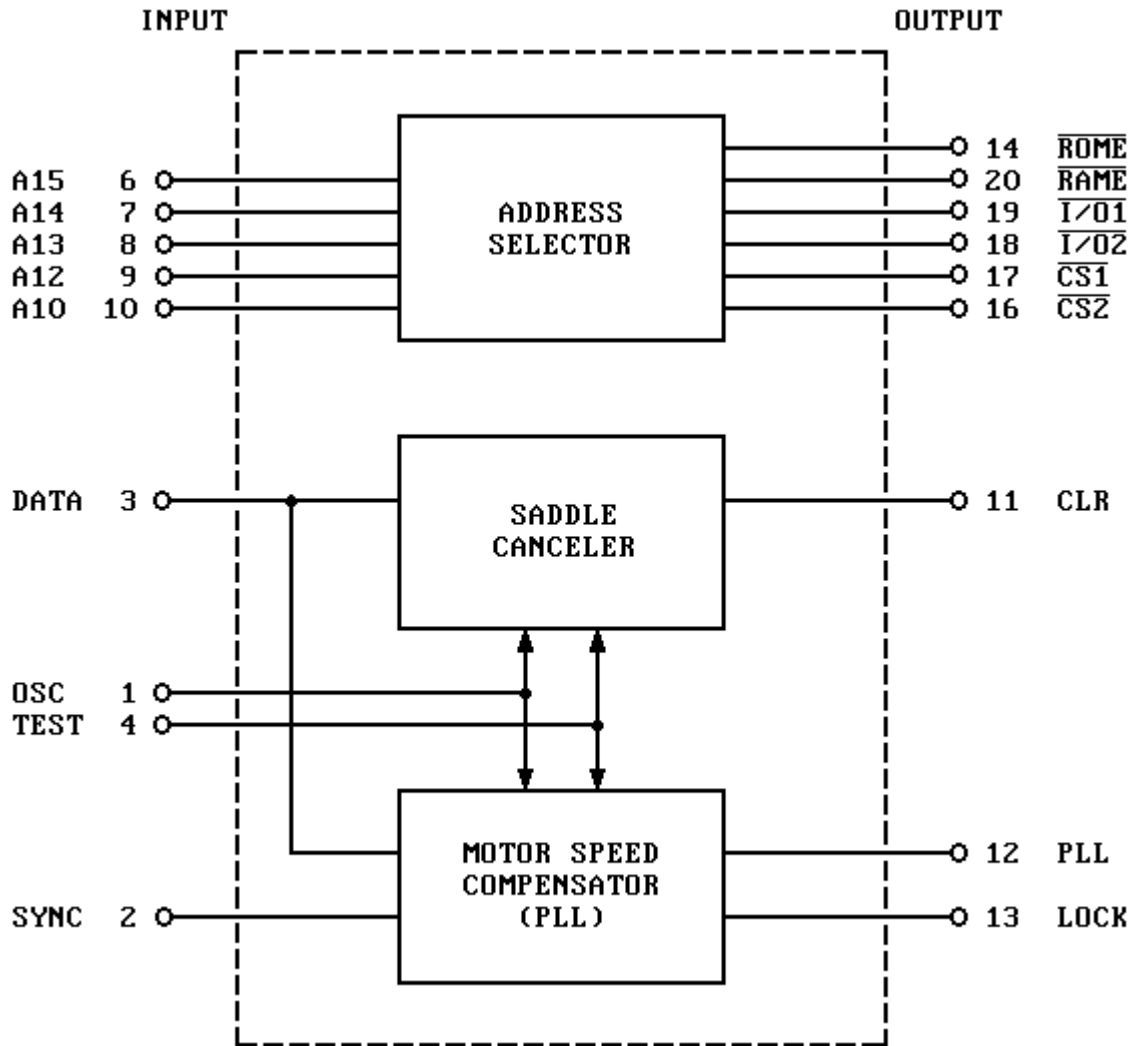 INPUT OUTPUT
14 ROME
A15 6 20 RAME
A14 7 ADDRESS 19 I/O1
A13 8 SELECTOR 18 I/O2
A12 9 17 CS1
A10 10 16 CS2
DATA 3 11 CLR
SADDLE
CANCELER
OSC 1
TEST 4
MOTOR SPEED 12 PLL
COMPENSATOR
SYNC 2 (PLL) 13 LOCK